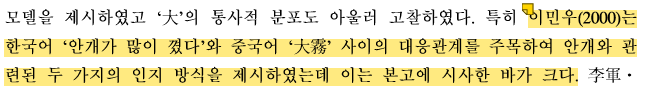 모델을 제시하였고 ‘大’의 통사적 분포도 아울러 고찰하였다. 특히 이민우(2000)는
한국어 ‘안개가 많이 꼈다’와 중국어 ‘大霧’ 사이의 대응관계를 주목하여 안개와 관
련된 두 가지의 인지 방식을 제시하였는데 이는 본고에 시사한 바가 크다. 李軍·